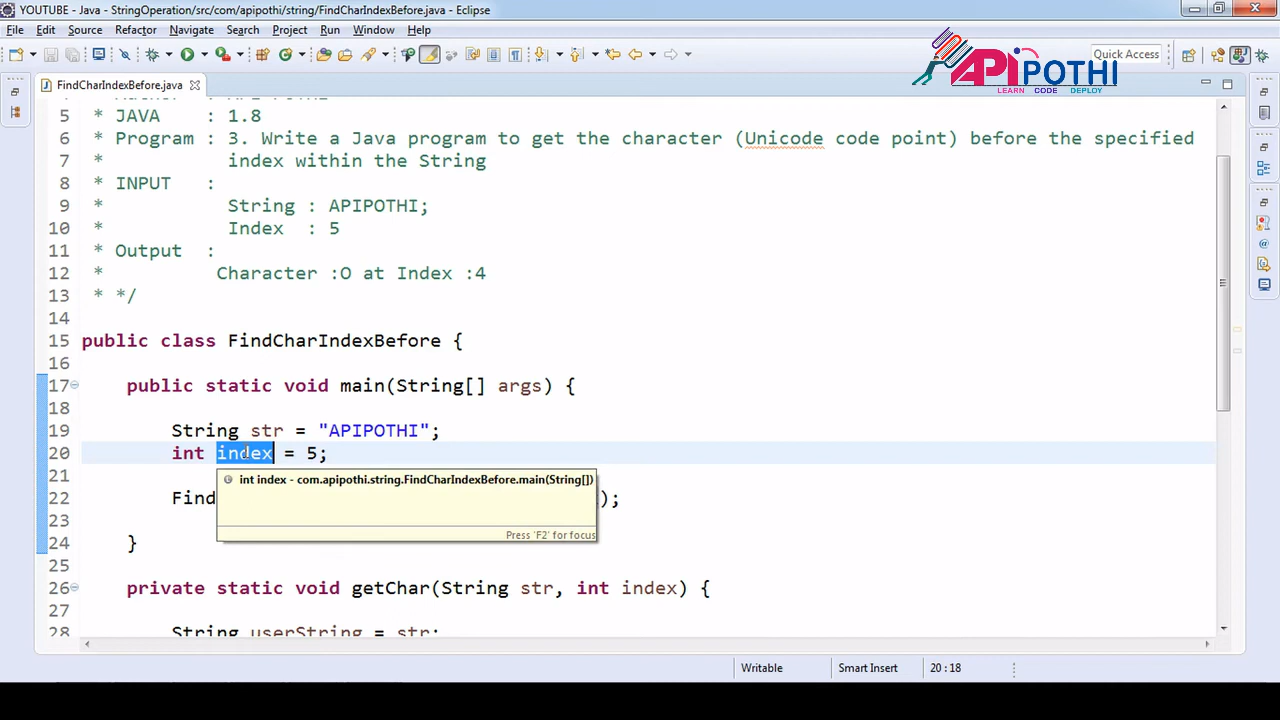 YOUTUBE - Java - StringOperation/src/com/apipothi/string/FindCharIndexBefore.java - Eclipse
File Edit Source Refactor Navigate Search Project Run Window Help
Quick Access
APIPOTHI
LEARN CODE DEPLOY
FindCharIndexBefore.java
5 * JAVA : 1.8
6 * Program : 3. Write a Java program to get the character (Unicode code point) before the specified
7 * index within the String
8 * INPUT :
9 * String : APIPOTHI;
10 * Index : 5
11 * Output :
12 * Character :O at Index :4
13 * */
14
15 public class FindCharIndexBefore {
16
17 public static void main(String[] args) {
18
19 String str = "APIPOTHI";
20 int index = 5;
21
int index - com.apipothi.string.FindCharIndexBefore.main(String[])
22 Find );
23
Press 'F2' for focus
24 }
25
26 private static void getChar(String str, int index) {
27
28 String userString = str;
Writable Smart Insert 20 : 18